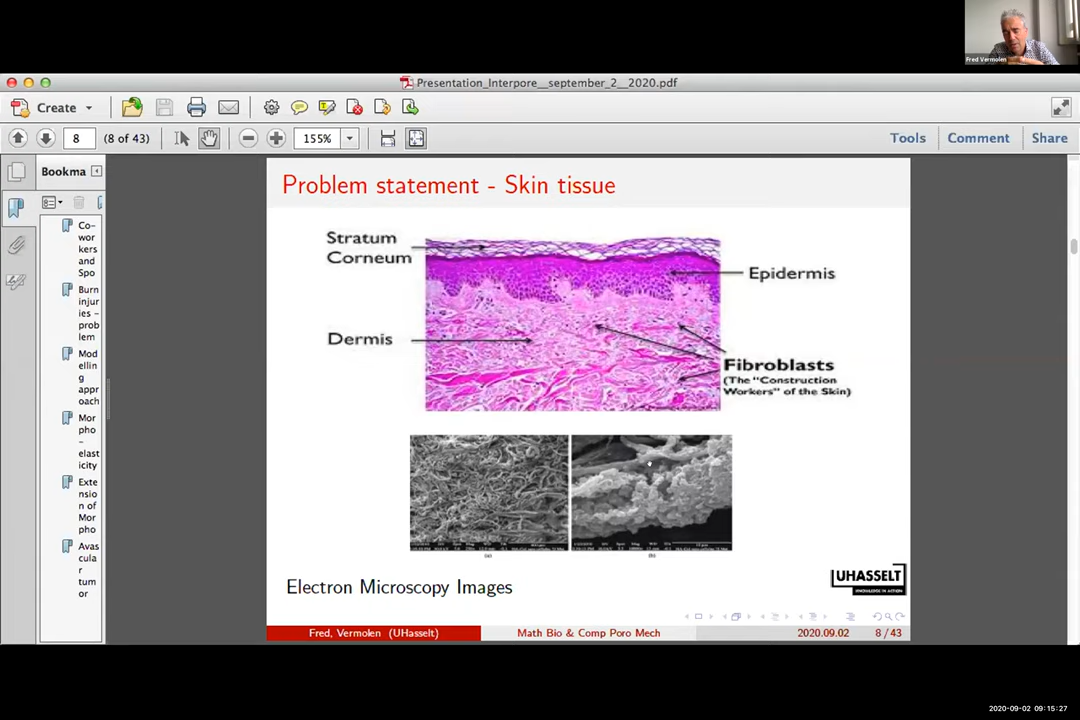 Fred Vermolen
Presentation_Interpore__september_2__2020.pdf
Create
8
(8 of 43)
155%
Tools
Comment
Share
Bookma
Co-
wor
kers
and
Spo
Burn
injur
ies -
prob
lem
Mod
ellin
g
appr
oach
Mor
pho
-
elast
icity
Exte
nsio
n of
Mor
pho
Avas
cula
r
tum
or
Problem statement - Skin tissue
Stratum
Corneum
Epidermis
Dermis
Fibroblasts
(The "Construction
Workers" of the Skin)
(a)
(b)
Electron Microscopy Images
UHASSELT
KNOWLEDGE IN ACTION
Fred, Vermolen (UHasselt)
Math Bio & Comp Poro Mech
2020.09.02
8 / 43
2020-09-02 09:15:27